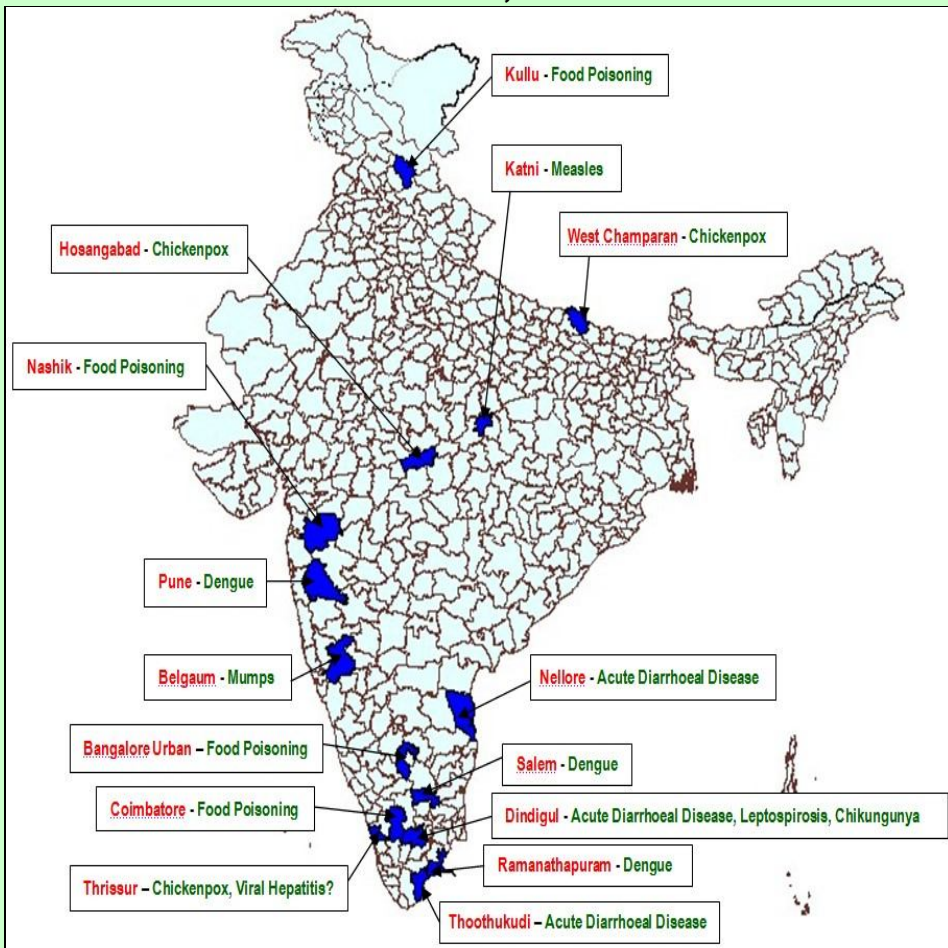 Kullu - Food Poisoning
Katni - Measles
West Champaran - Chickenpox
Hosangabad - Chickenpox
Nashik - Food Poisoning
Pune - Dengue
Belgaum - Mumps
Nellore - Acute Diarrhoeal Disease
Bangalore Urban – Food Poisoning
Salem - Dengue
Coimbatore - Food Poisoning
Dindigul - Acute Diarrhoeal Disease, Leptospirosis, Chikungunya
Ramanathapuram - Dengue
Thrissur – Chickenpox, Viral Hepatitis?
Thoothukudi – Acute Diarrhoeal Disease